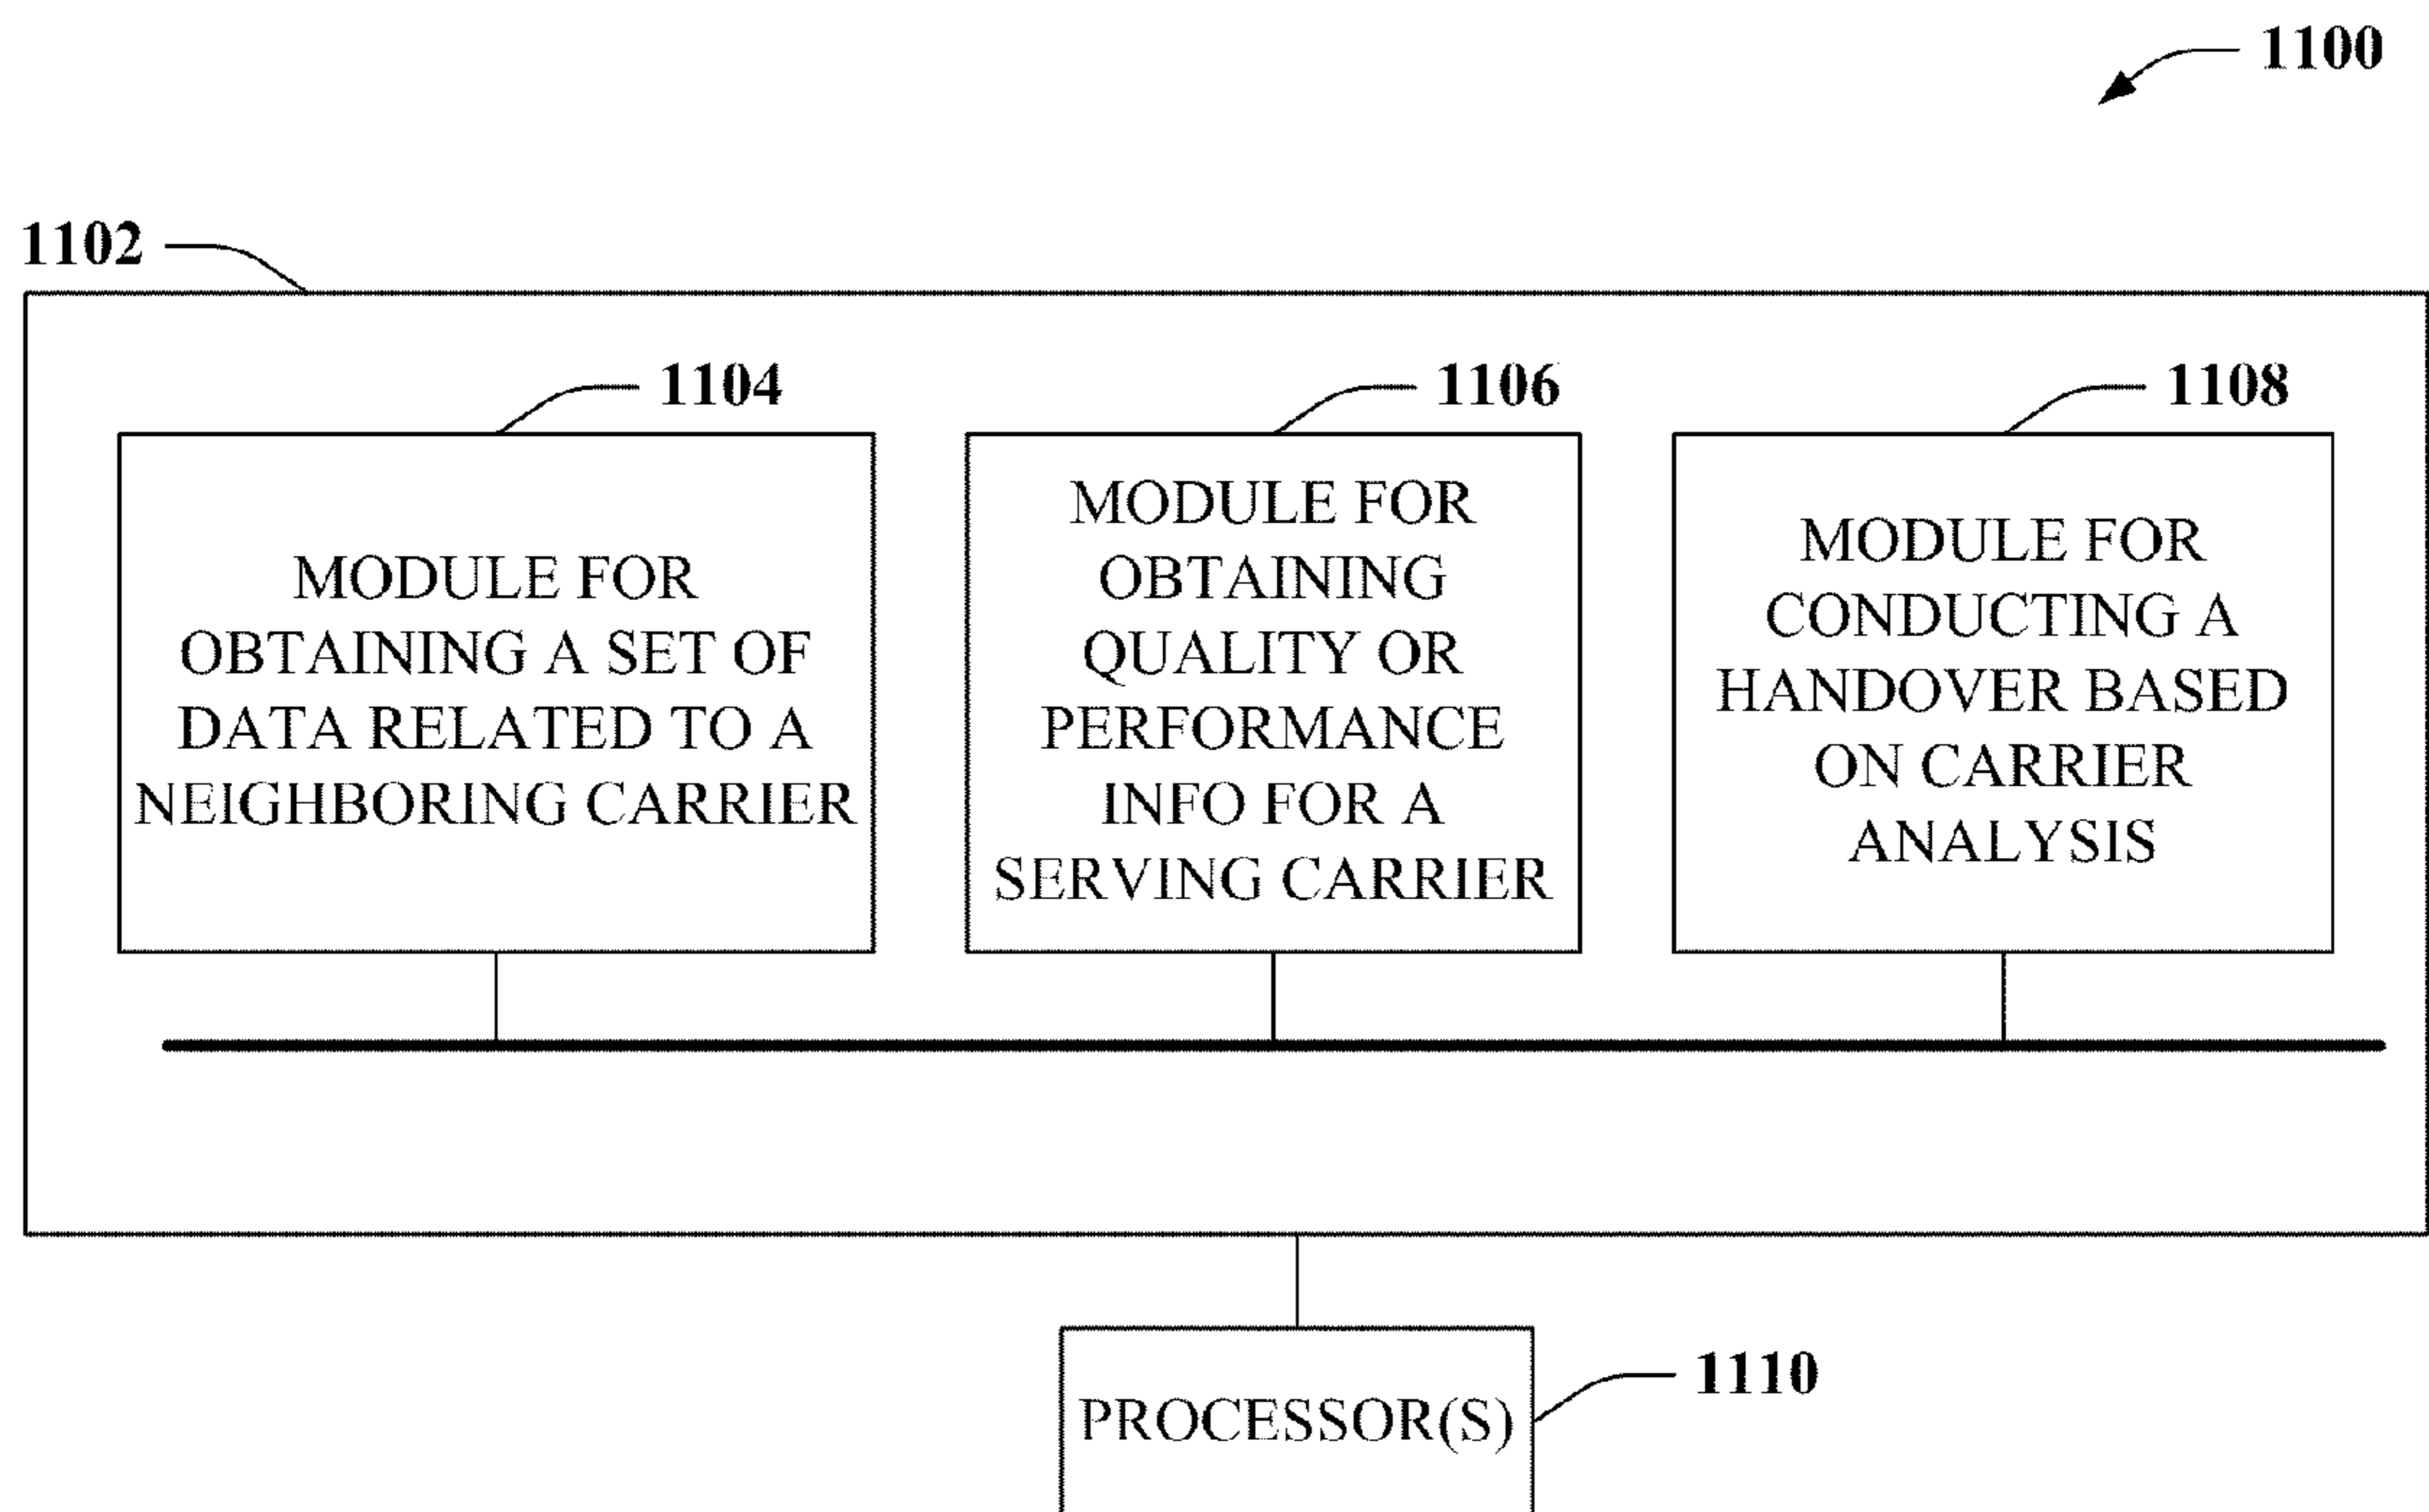 1100
1102
1104
1106
1108
MODULE FOR
OBTAINING A SET OF
DATA RELATED TO A
NEIGHBORING CARRIER
MODULE FOR
OBTAINING
QUALITY OR
PERFORMANCE
INFO FOR A
SERVING CARRIER
MODULE FOR
CONDUCTING A
HANDOVER BASED
ON CARRIER
ANALYSIS
1110
PROCESSOR(S)